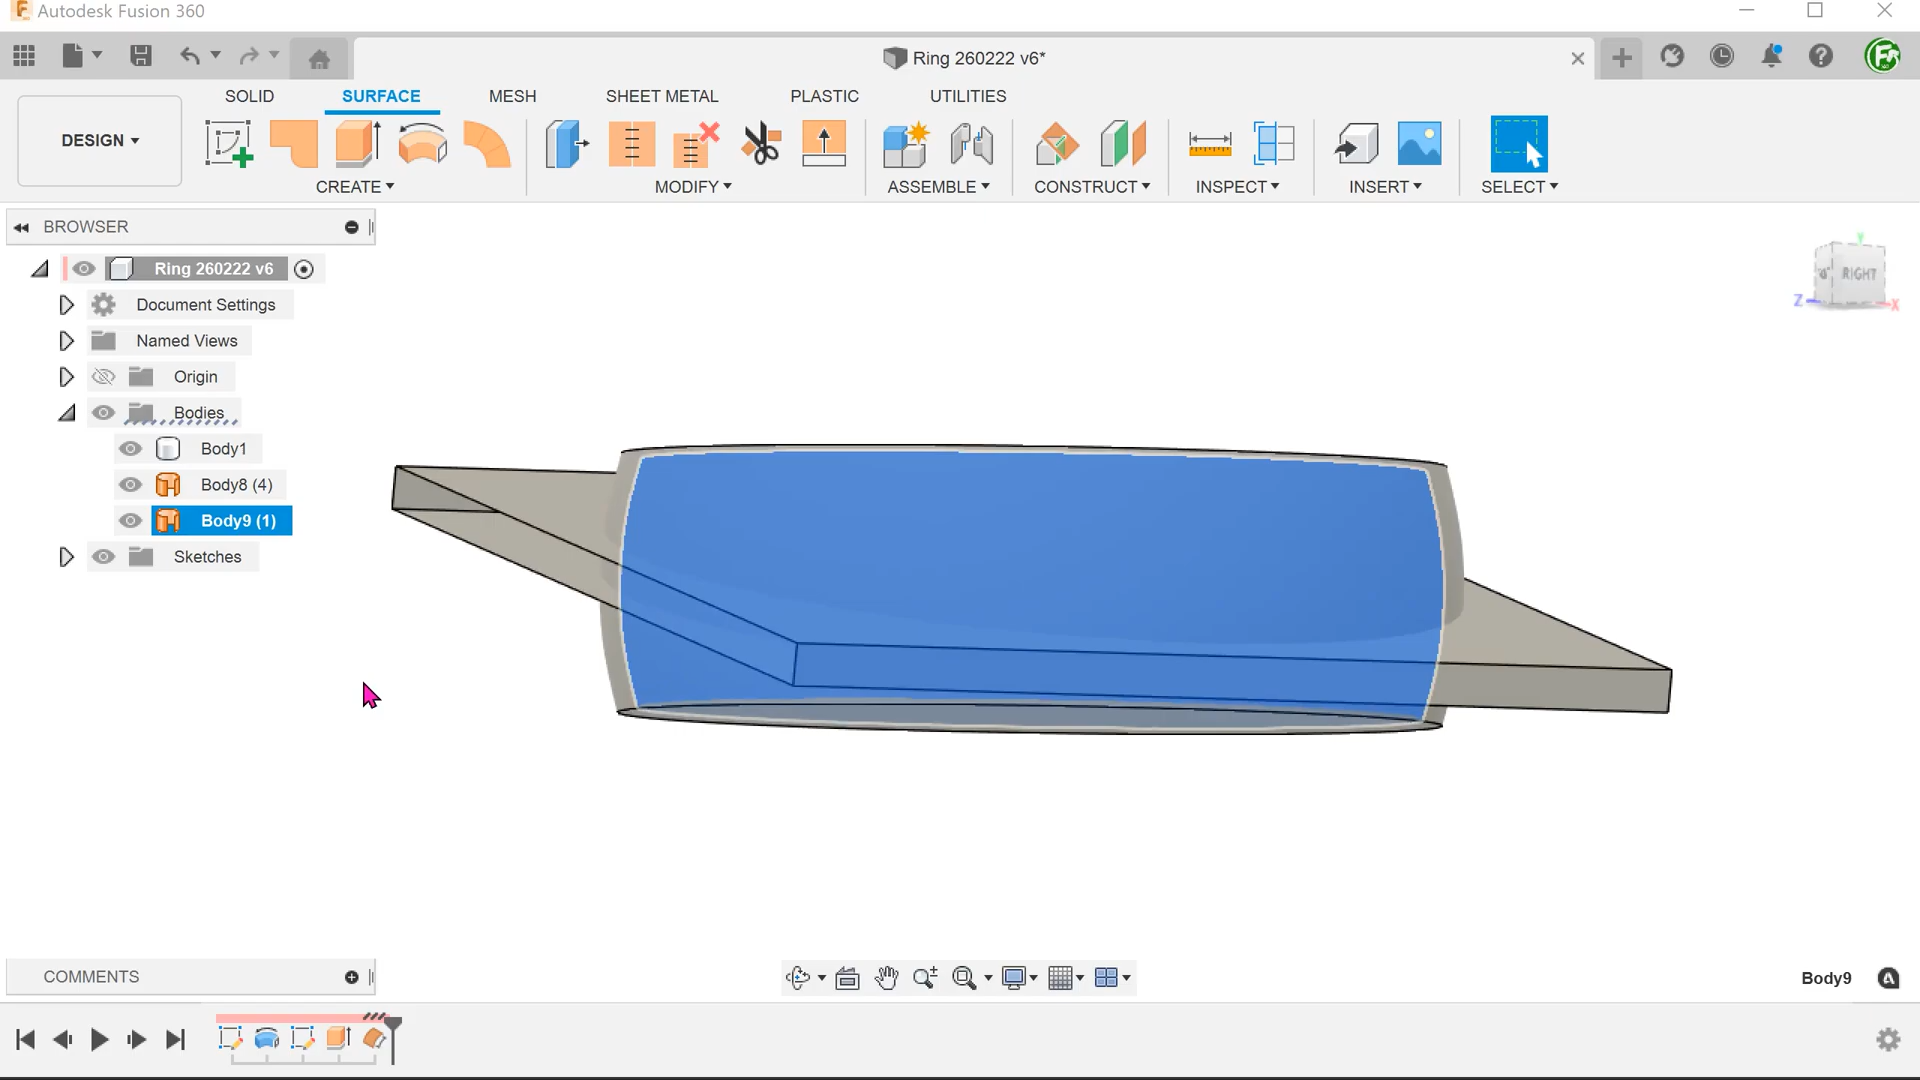 Autodesk Fusion 360
Ring 260222 v6*
DESIGN
SOLID
SURFACE
MESH
SHEET METAL
PLASTIC
UTILITIES
CREATE
MODIFY
ASSEMBLE
CONSTRUCT
INSPECT
INSERT
SELECT
BROWSER
Ring 260222 v6
Document Settings
Named Views
Origin
Bodies
Body1
Body8 (4)
Body9 (1)
Sketches
Y
RIGHT
Z
X
COMMENTS
Body9